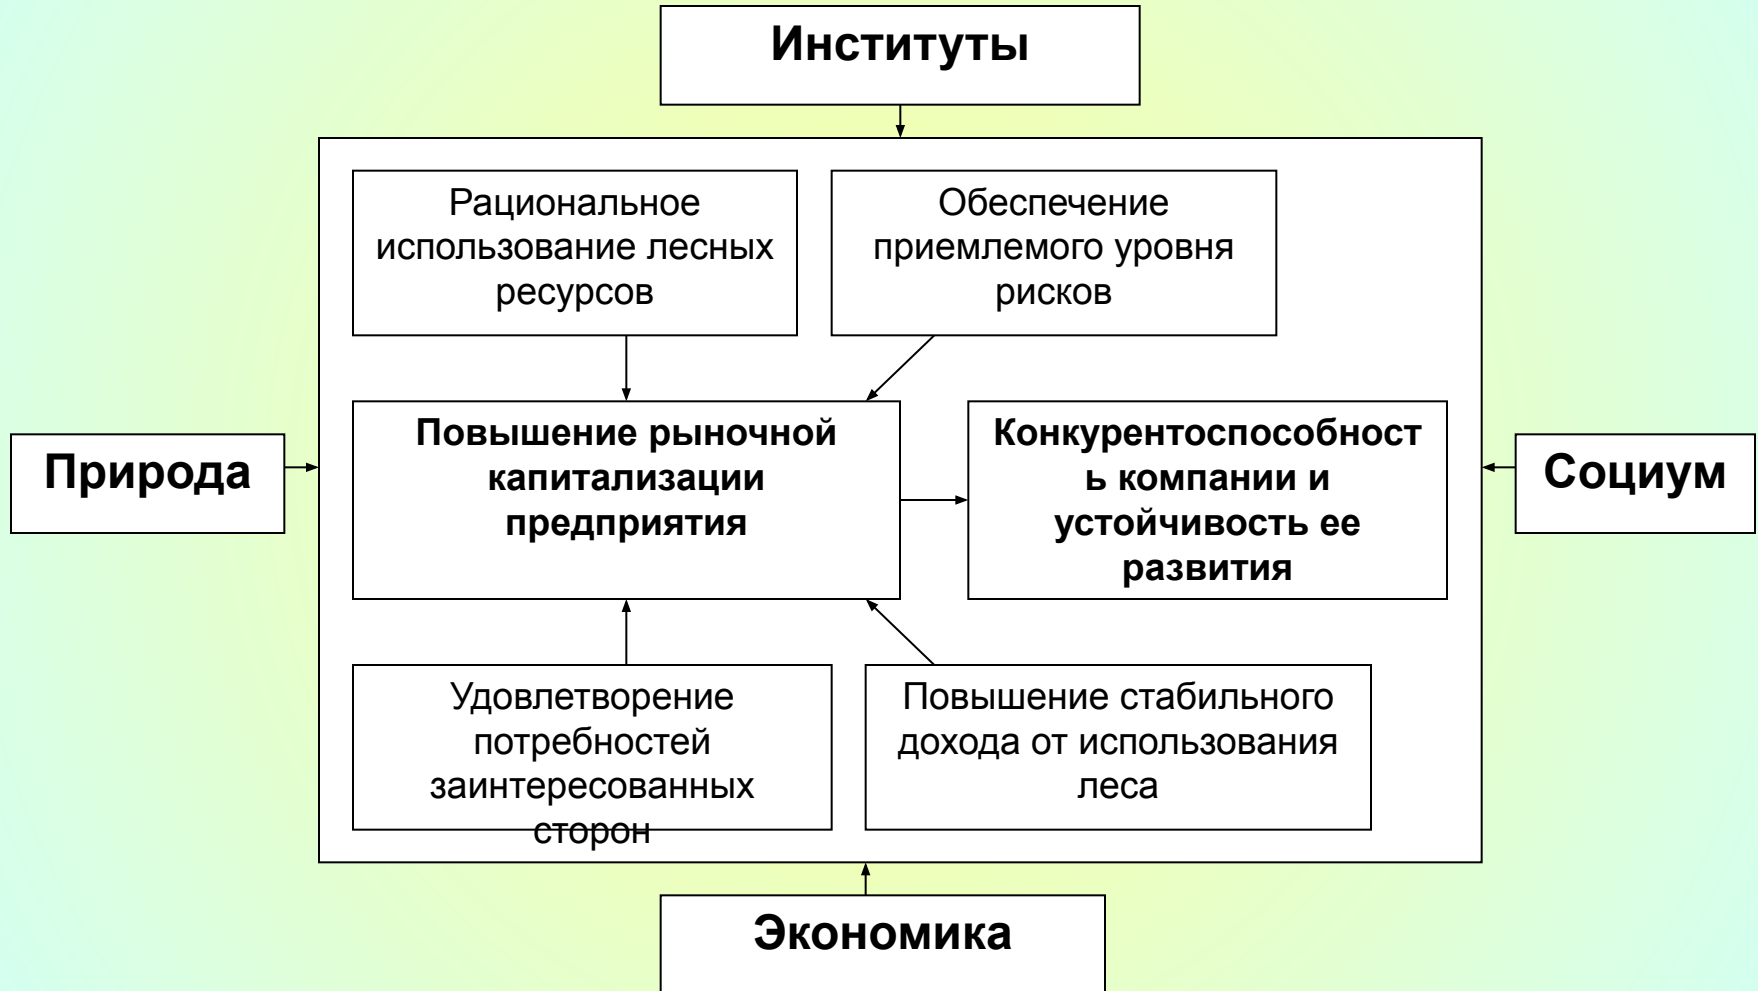 Институты
Рациональное
использование лесных
ресурсов
Обеспечение
приемлемого уровня
рисков
Природа
Повышение рыночной
капитализации
предприятия
Конкурентоспособност
ь компании и
устойчивость ее
развития
Социум
Удовлетворение
потребностей
заинтересованных
сторон
Повышение стабильного
дохода от использования
леса
Экономика